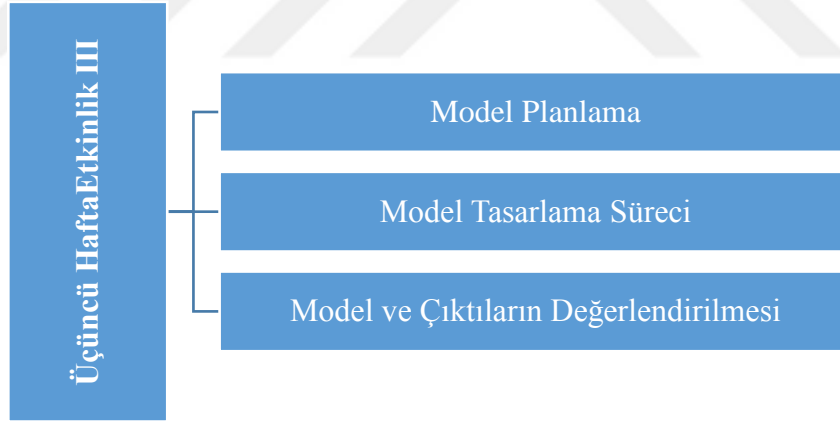 Üçüncü HaftaEtkinlik III
Model Planlama
Model Tasarlama Süreci
Model ve Çıktıların Değerlendirilmesi